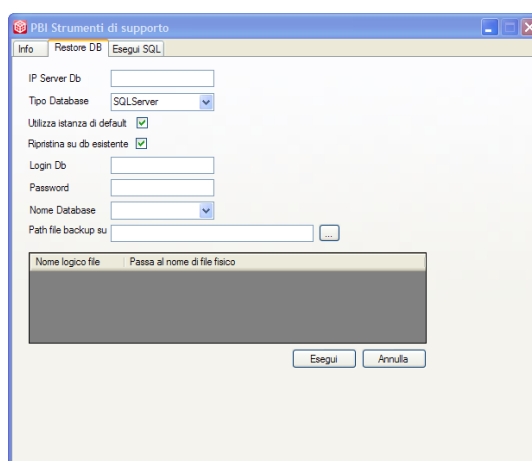 PBI Strumenti di supporto
Info Restore DB Esegui SQL
IP Server Db
Tipo Database SQLServer
Utilizza istanza di default
Ripristina su db esistente
Login Db
Password
Nome Database
Path file backup su ...
Nome logico file Passa al nome di file fisico
Esegui Annulla